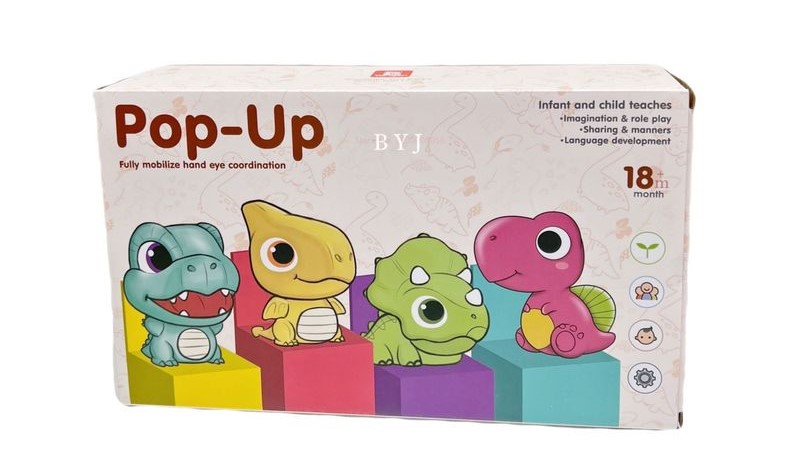 Pop-Up
Fully mobilize hand eye coordination
BYJ
Infant and child teaches
•Imagination & role play
•Sharing & manners
•Language development
18+m
month